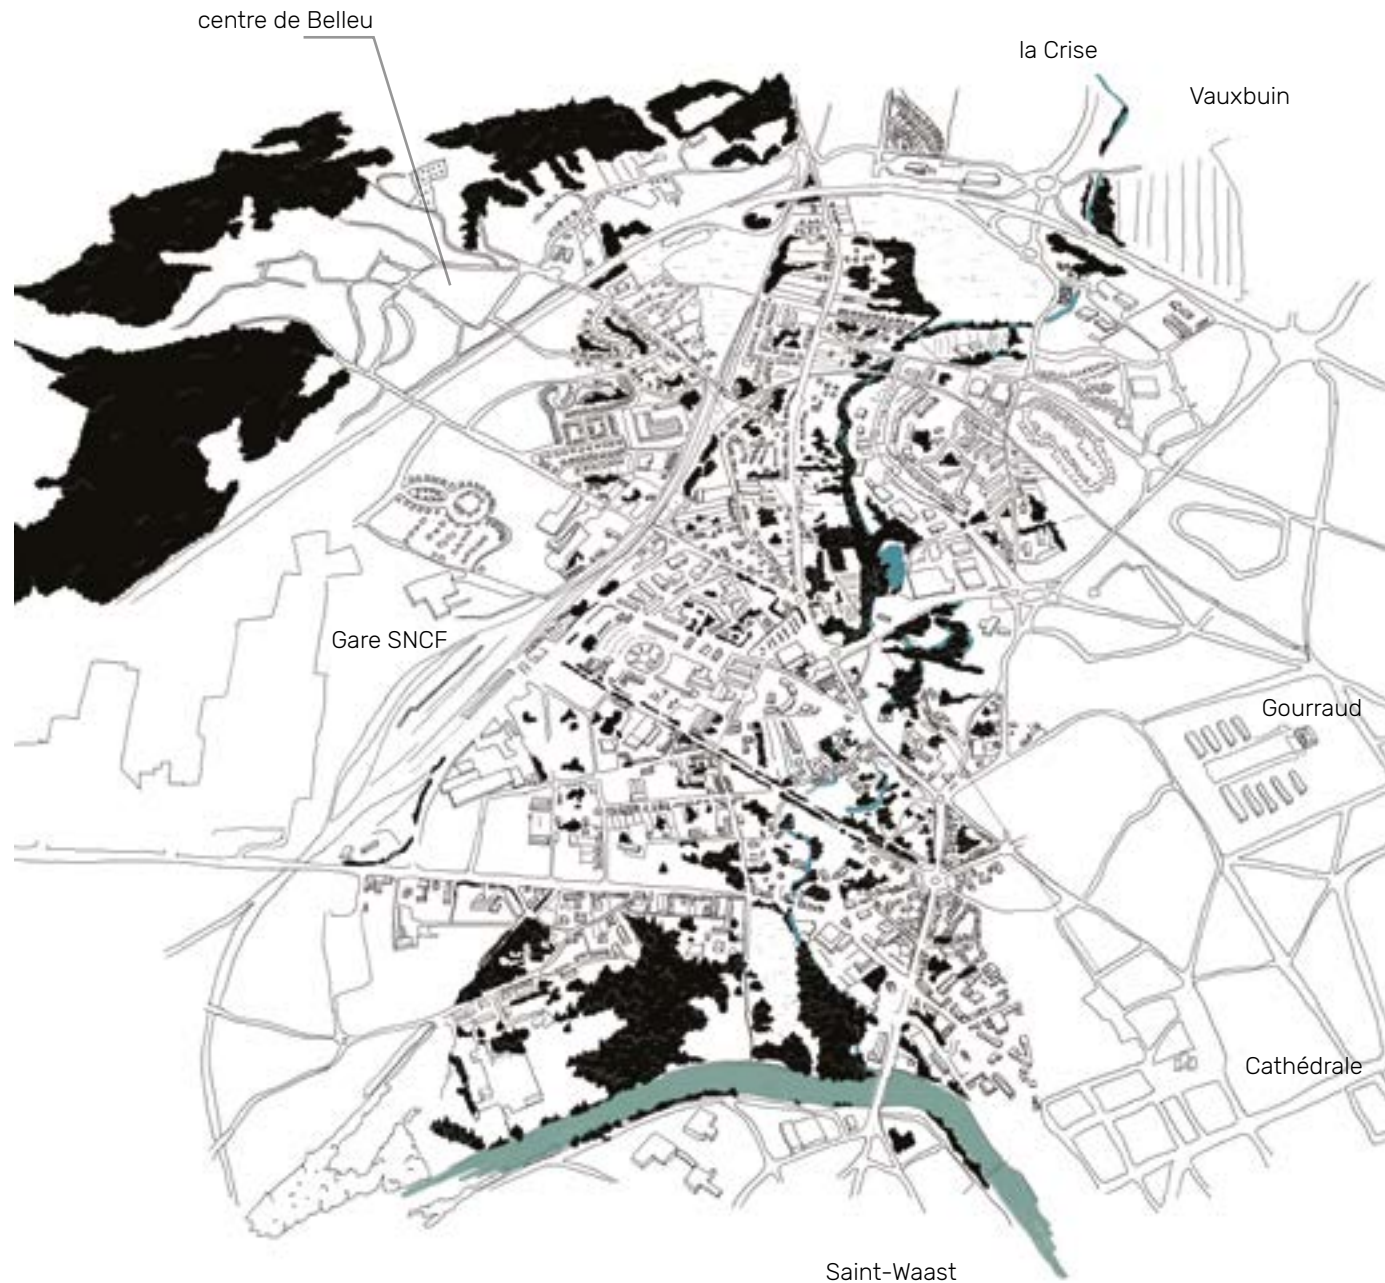 centre de Belleu
la Crise
Vauxbuin
Gare SNCF
Gourraud
Cathédrale
Saint-Waast